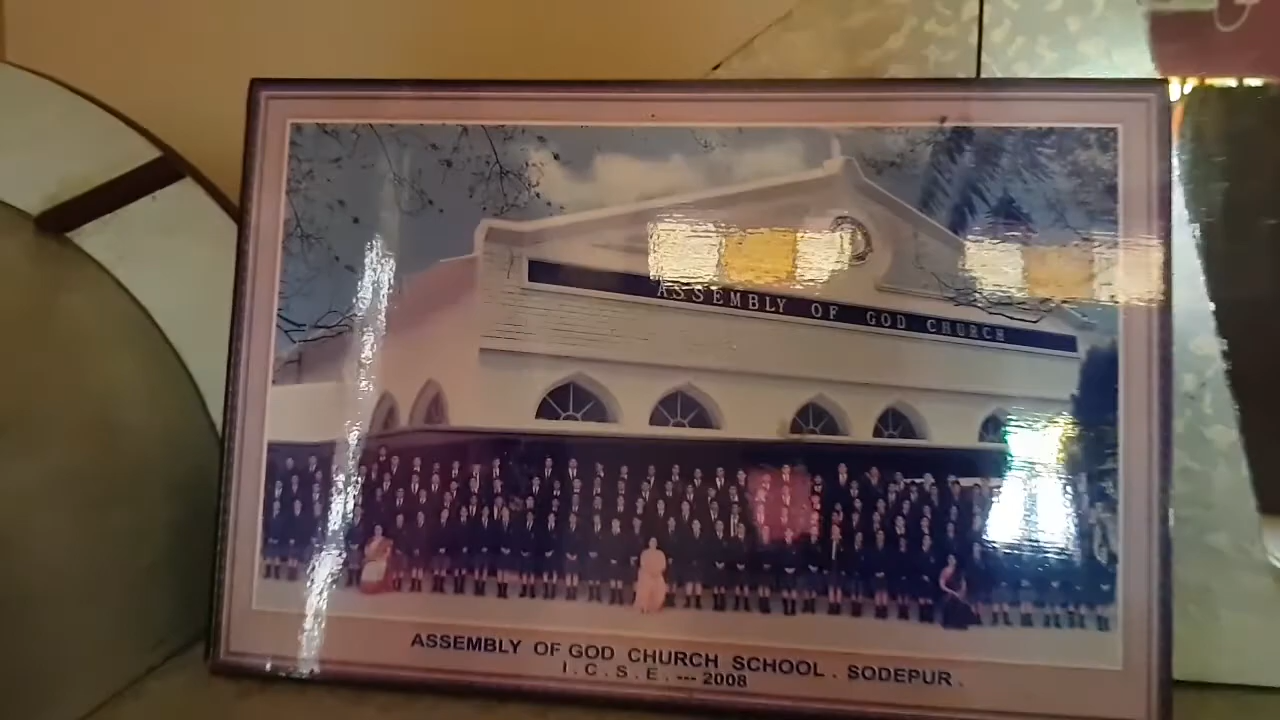 ASSEMBLY OF GOD CHURCH
ASSEMBLY OF GOD CHURCH SCHOOL. SODEPUR.
I.C.S.E. --- 2008